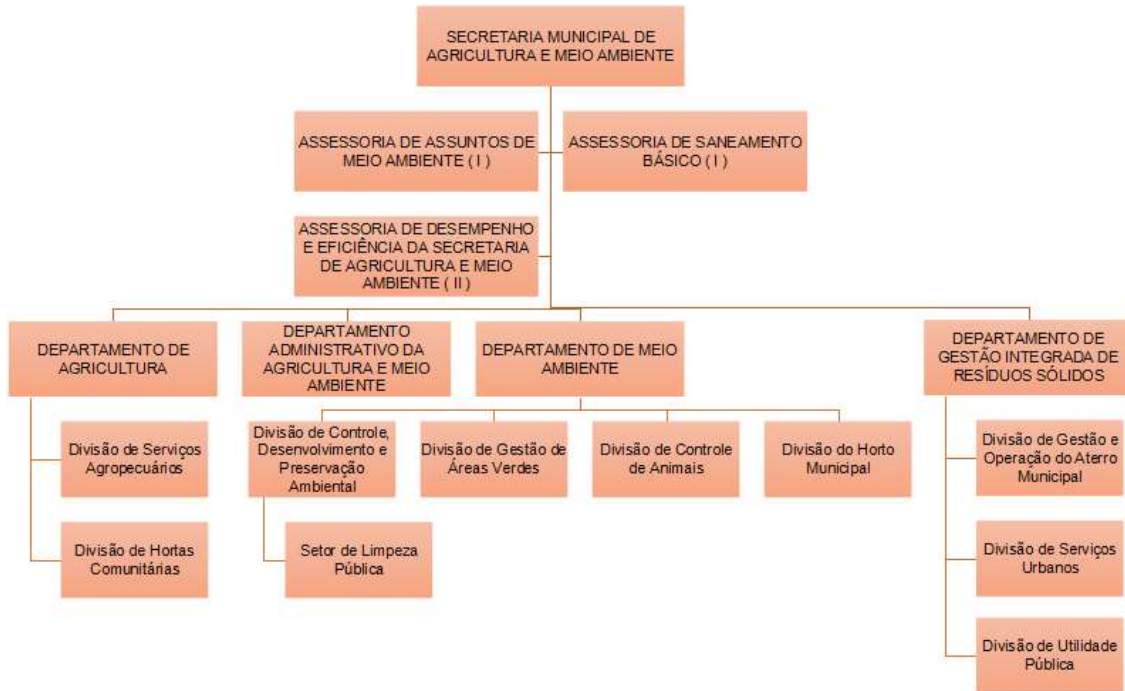 SECRETARIA MUNICIPAL DE
AGRICULTURA E MEIO AMBIENTE
ASSESSORIA DE ASSUNTOS DE
MEIO AMBIENTE ( I )
ASSESSORIA DE SANEAMENTO
BÁSICO ( I )
ASSESSORIA DE DESEMPENHO
E EFICIÊNCIA DA SECRETARIA
DE AGRICULTURA E MEIO
AMBIENTE ( II )
DEPARTAMENTO DE
AGRICULTURA
DEPARTAMENTO
ADMINISTRATIVO DA
AGRICULTURA E MEIO
AMBIENTE
DEPARTAMENTO DE MEIO
AMBIENTE
DEPARTAMENTO DE
GESTÃO INTEGRADA DE
RESÍDUOS SÓLIDOS
Divisão de Serviços
Agropecuários
Divisão de Controle,
Desenvolvimento e
Preservação
Ambiental
Divisão de Gestão de
Áreas Verdes
Divisão de Controle
de Animais
Divisão do Horto
Municipal
Divisão de Gestão e
Operação do Aterro
Municipal
Divisão de Hortas
Comunitárias
Setor de Limpeza
Pública
Divisão de Serviços
Urbanos
Divisão de Utilidade
Pública